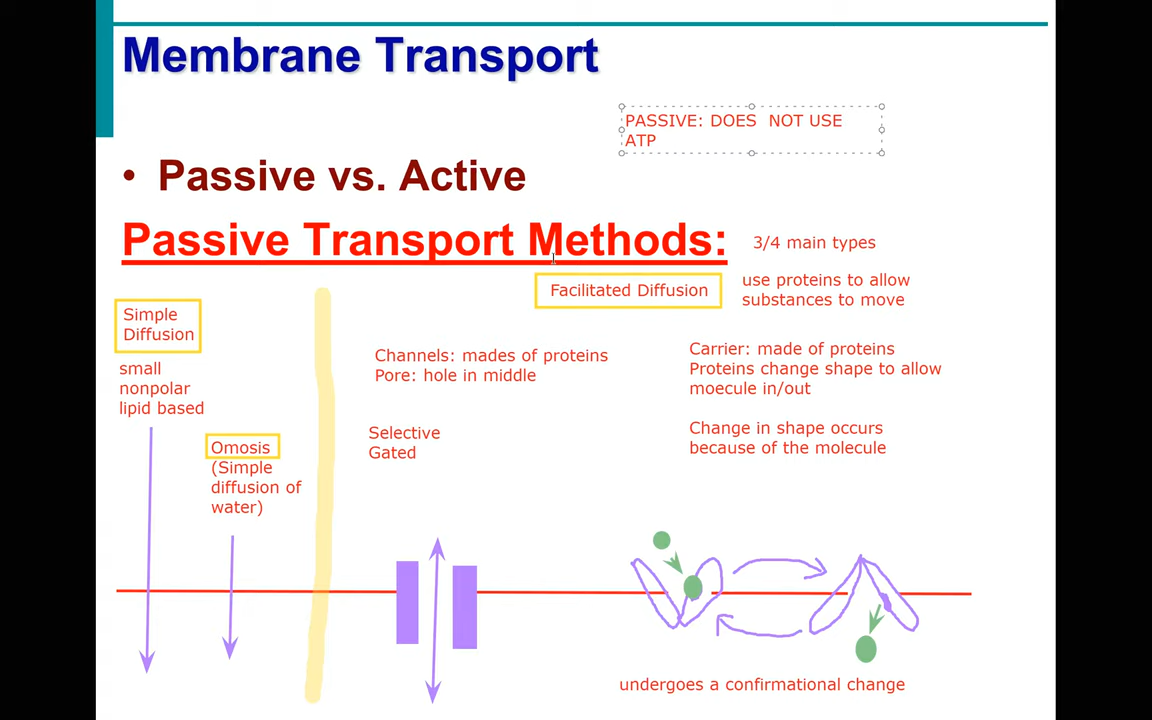 Membrane Transport
PASSIVE: DOES NOT USE
ATP
• Passive vs. Active
Passive Transport Methods:
3/4 main types
Facilitated Diffusion
use proteins to allow
substances to move
Simple
Diffusion
small
nonpolar
lipid based
Omosis
(Simple
diffusion of
water)
Channels: mades of proteins
Pore: hole in middle
Selective
Gated
Carrier: made of proteins
Proteins change shape to allow
moecule in/out
Change in shape occurs
because of the molecule
undergoes a confirmational change